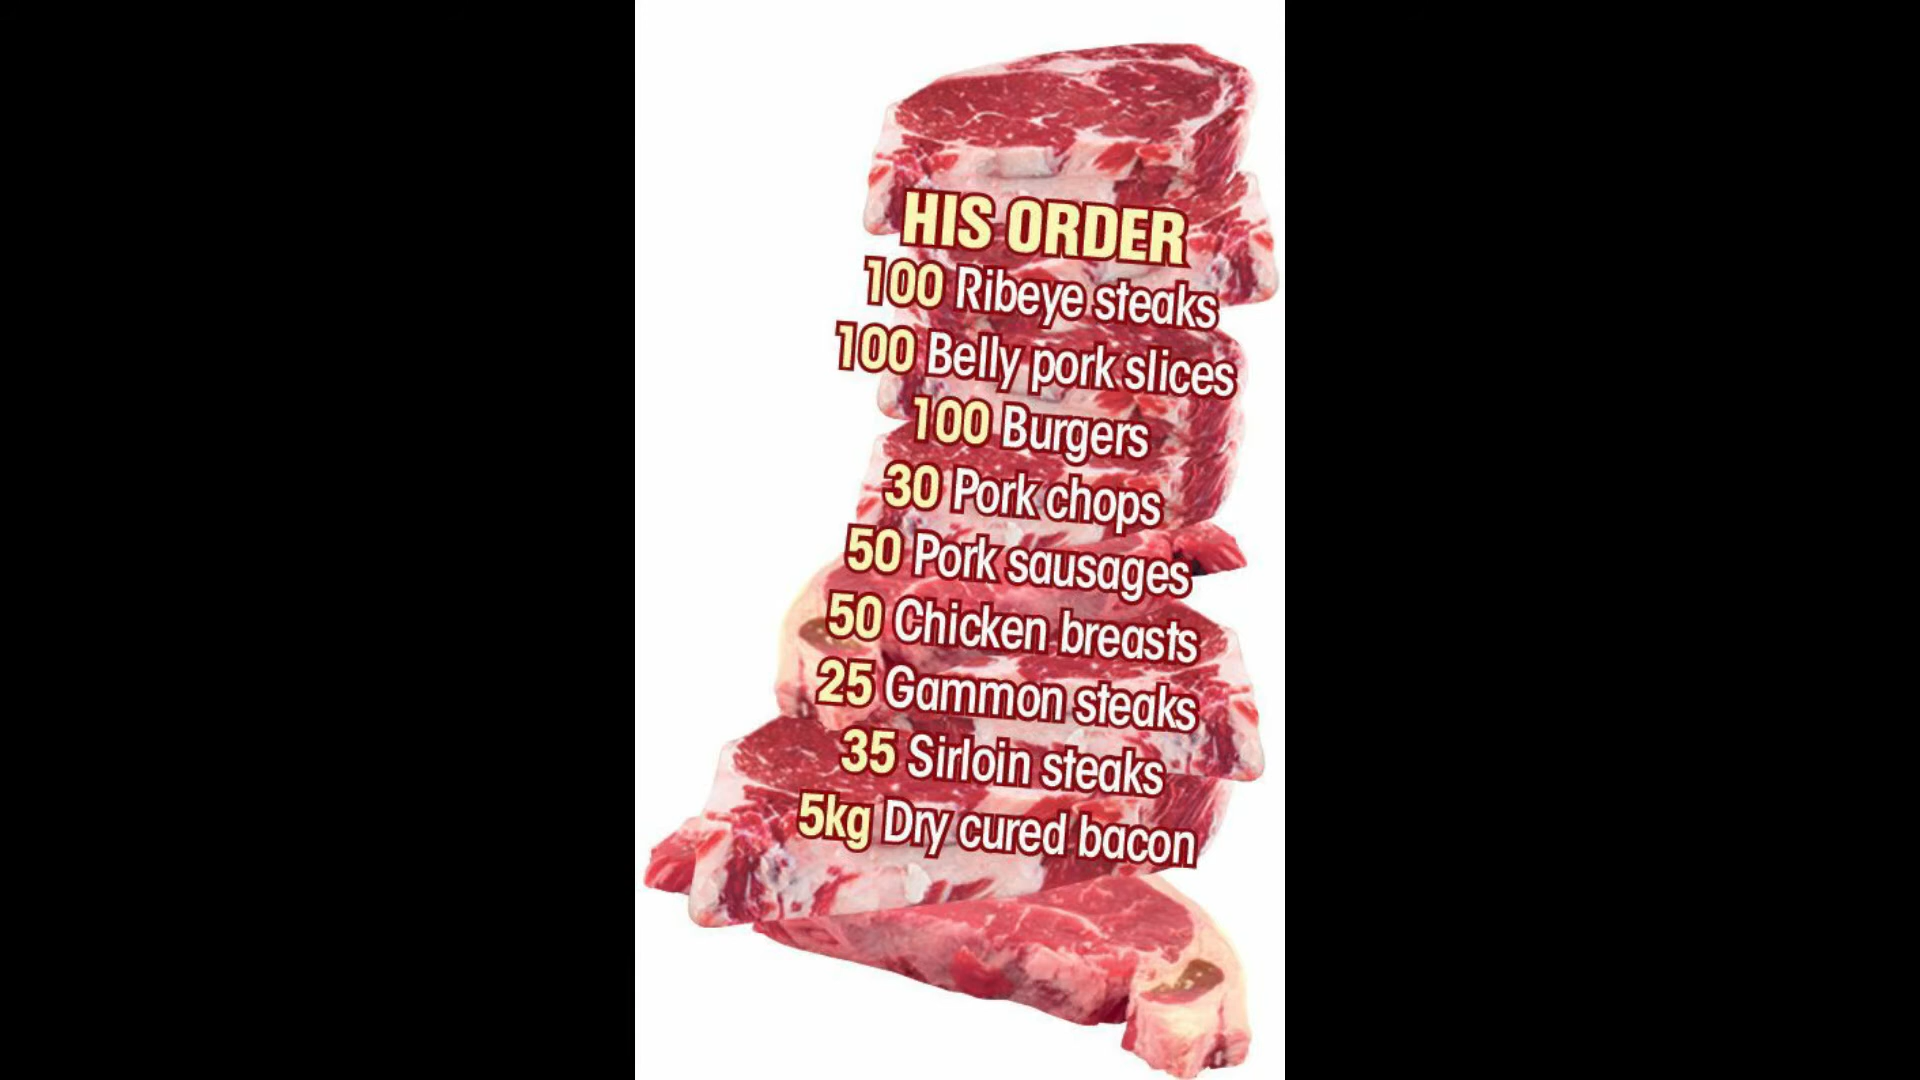 HIS ORDER
100 Ribeye steaks
100 Belly pork slices
100 Burgers
30 Pork chops
50 Pork sausages
50 Chicken breasts
25 Gammon steaks
35 Sirloin steaks
5kg Dry cured bacon